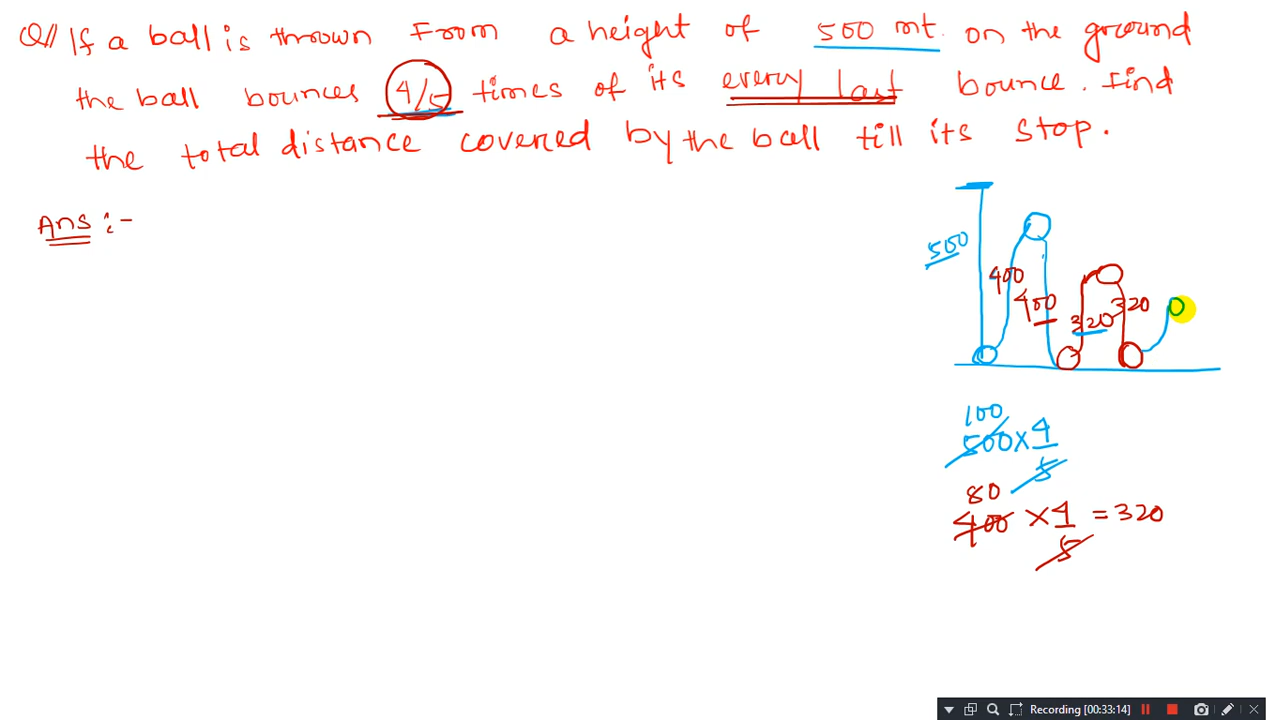 Q// If a ball is thrown From a height of 500 mt. on the ground
the ball bounces 4/5 times of its every last bounce. Find
the total distance covered by the ball till its stop.
Ans :-
500
400
400
320
320
100
500 × 4/5
80
400 × 4/5 = 320
Recording [00:33:14]